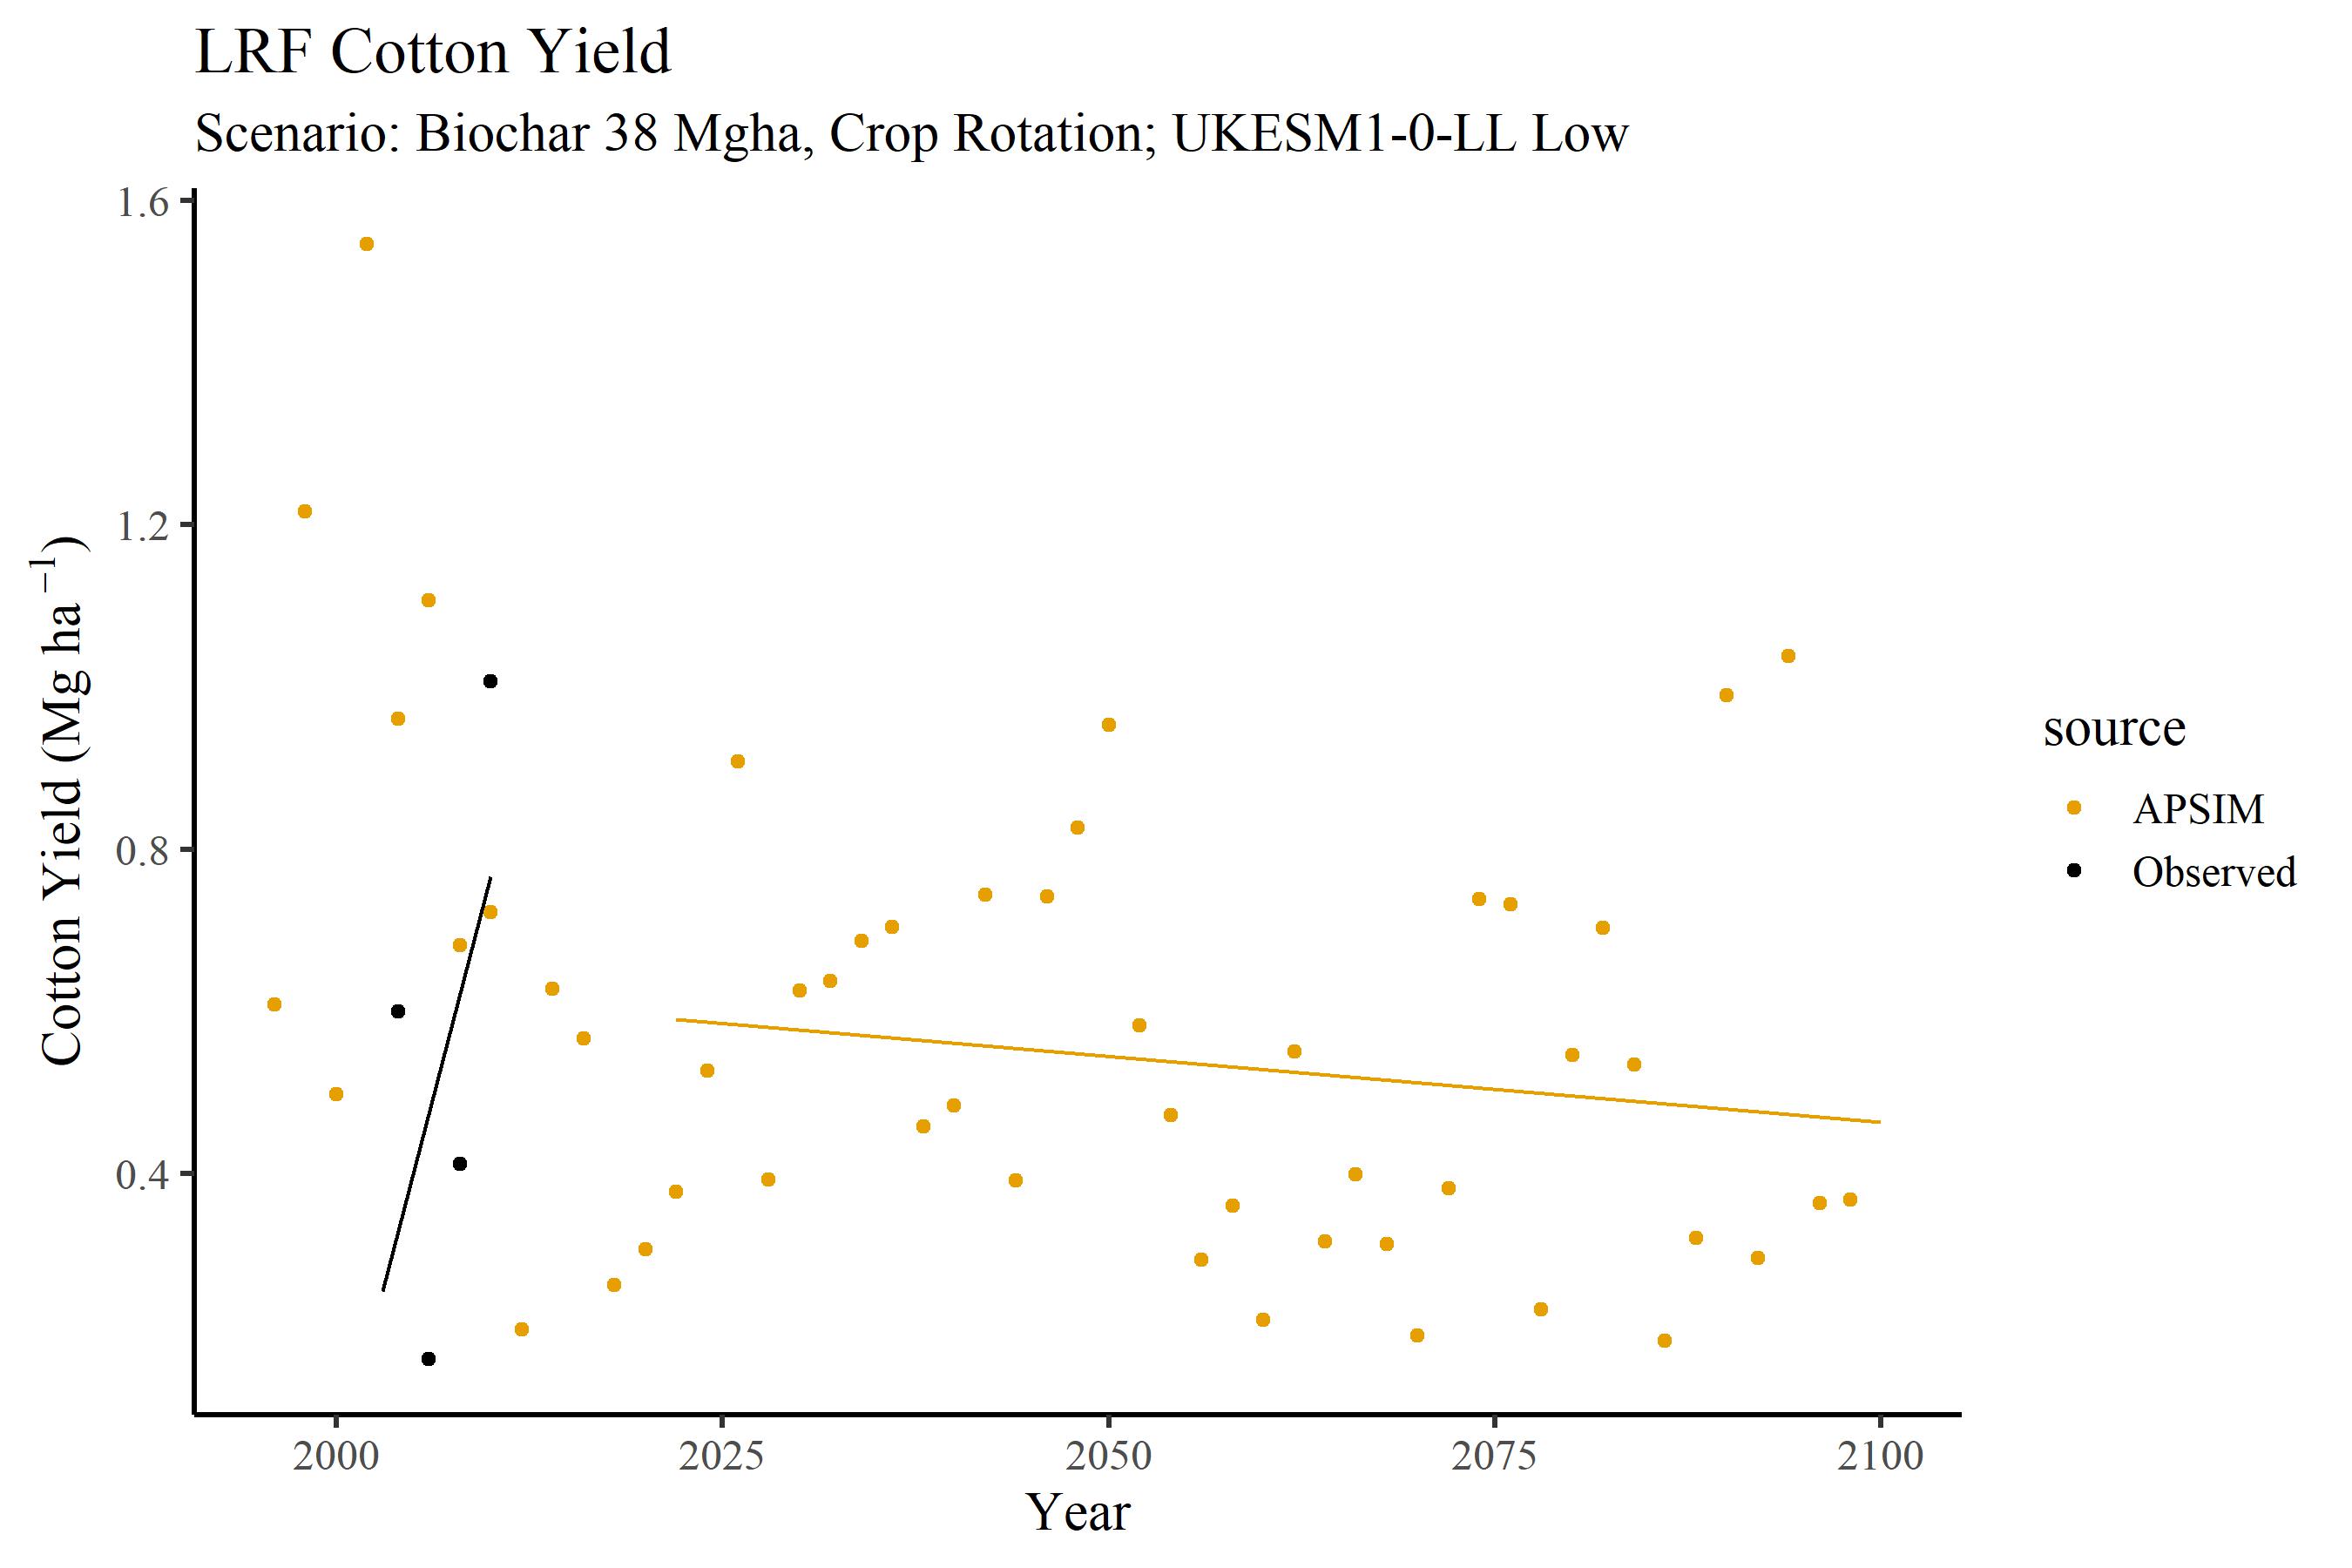 LRF Cotton Yield
Scenario: Biochar 38 Mgha, Crop Rotation; UKESM1-0-LL Low
Cotton Yield (Mg ha⁻¹)
1.6
1.2
0.8
0.4
2000
2025
2050
2075
2100
Year
source
APSIM
Observed